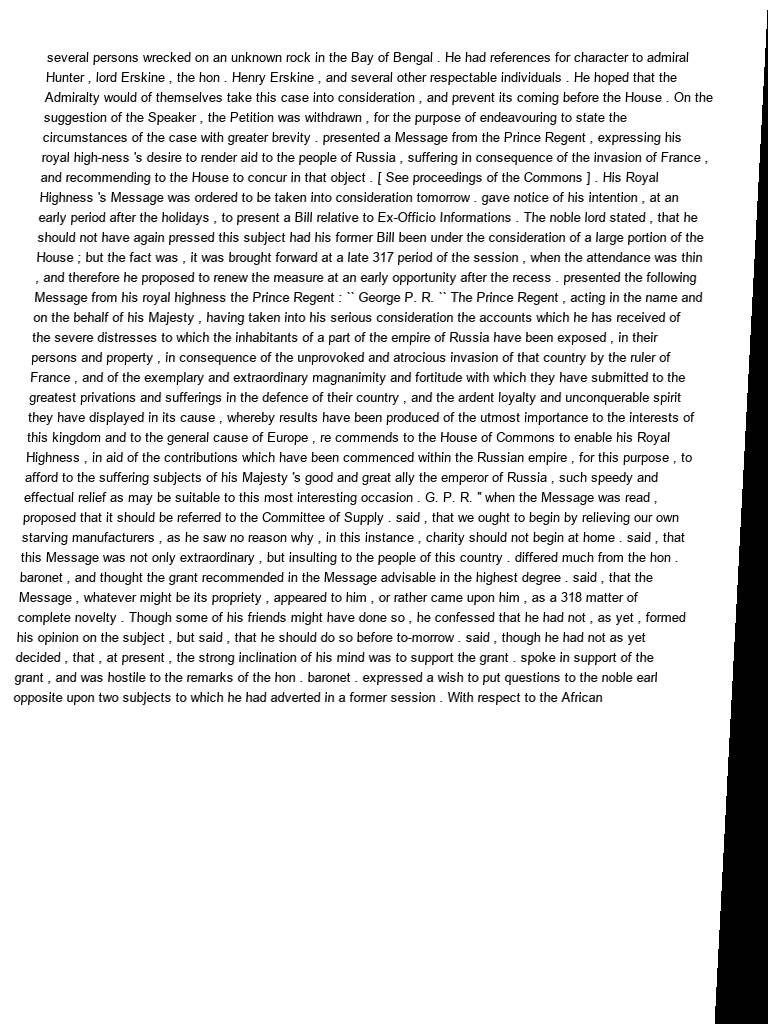 several persons wrecked on an unknown rock in the Bay of Bengal . He had references for character to admiral
Hunter , lord Erskine , the hon . Henry Erskine , and several other respectable individuals . He hoped that the
Admiralty would of themselves take this case into consideration , and prevent its coming before the House . On the
suggestion of the Speaker , the Petition was withdrawn , for the purpose of endeavouring to state the
circumstances of the case with greater brevity . presented a Message from the Prince Regent , expressing his
royal high-ness 's desire to render aid to the people of Russia , suffering in consequence of the invasion of France ,
and recommending to the House to concur in that object . [ See proceedings of the Commons ] . His Royal
Highness 's Message was ordered to be taken into consideration tomorrow . gave notice of his intention , at an
early period after the holidays , to present a Bill relative to Ex-Officio Informations . The noble lord stated , that he
should not have again pressed this subject had his former Bill been under the consideration of a large portion of the
House ; but the fact was , it was brought forward at a late 317 period of the session , when the attendance was thin
, and therefore he proposed to renew the measure at an early opportunity after the recess . presented the following
Message from his royal highness the Prince Regent : `` George P. R. `` The Prince Regent , acting in the name and
on the behalf of his Majesty , having taken into his serious consideration the accounts which he has received of
the severe distresses to which the inhabitants of a part of the empire of Russia have been exposed , in their
persons and property , in consequence of the unprovoked and atrocious invasion of that country by the ruler of
France , and of the exemplary and extraordinary magnanimity and fortitude with which they have submitted to the
greatest privations and sufferings in the defence of their country , and the ardent loyalty and unconquerable spirit
they have displayed in its cause , whereby results have been produced of the utmost importance to the interests of
this kingdom and to the general cause of Europe , re commends to the House of Commons to enable his Royal
Highness , in aid of the contributions which have been commenced within the Russian empire , for this purpose , to
afford to the suffering subjects of his Majesty 's good and great ally the emperor of Russia , such speedy and
effectual relief as may be suitable to this most interesting occasion . G. P. R. " when the Message was read ,
proposed that it should be referred to the Committee of Supply . said , that we ought to begin by relieving our own
starving manufacturers , as he saw no reason why , in this instance , charity should not begin at home . said , that
this Message was not only extraordinary , but insulting to the people of this country . differed much from the hon .
baronet , and thought the grant recommended in the Message advisable in the highest degree . said , that the
Message , whatever might be its propriety , appeared to him , or rather came upon him , as a 318 matter of
complete novelty . Though some of his friends might have done so , he confessed that he had not , as yet , formed
his opinion on the subject , but said , that he should do so before to-morrow . said , though he had not as yet
decided , that , at present , the strong inclination of his mind was to support the grant . spoke in support of the
grant , and was hostile to the remarks of the hon . baronet . expressed a wish to put questions to the noble earl
opposite upon two subjects to which he had adverted in a former session . With respect to the African